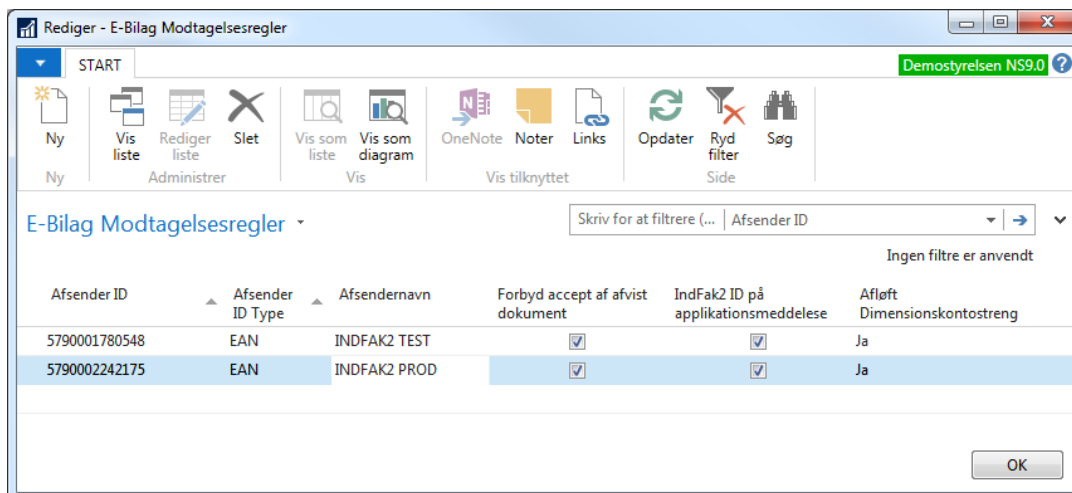 Rediger - E-Bilag Modtagelsesregler
START
Demostyrelsen NS9.0
Ny
Vis liste
Rediger liste
Slet
Vis som liste
Vis som diagram
OneNote
Noter
Links
Opdater
Ryd filter
Søg
Ny
Administrer
Vis
Vis tilknyttet
Side
E-Bilag Modtagelsesregler
Skriv for at filtrere (... Afsender ID
Ingen filtre er anvendt
Afsender ID
Afsender ID Type
Afsendernavn
Forbyd accept af afvist dokument
IndFak2 ID på applikationsmeddelese
Afløft Dimensionskontostreng
5790001780548 EAN INDFAK2 TEST Ja
5790002242175 EAN INDFAK2 PROD Ja
OK